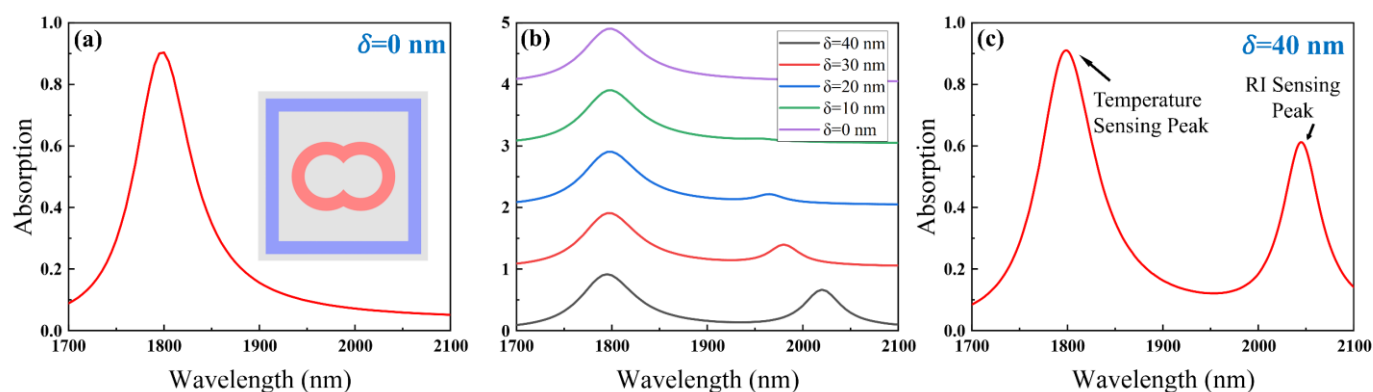 (a)
δ=0 nm
Absorption
1.0
0.8
0.6
0.4
0.2
0.0
1700 1800 1900 2000 2100
Wavelength (nm)
(b)
δ=40 nm
δ=30 nm
δ=20 nm
δ=10 nm
δ=0 nm
5
4
3
2
1
0
1700 1800 1900 2000 2100
Wavelength (nm)
(c)
δ=40 nm
Temperature
Sensing Peak
RI Sensing
Peak
Absorption
1.0
0.8
0.6
0.4
0.2
0.0
1700 1800 1900 2000 2100
Wavelength (nm)